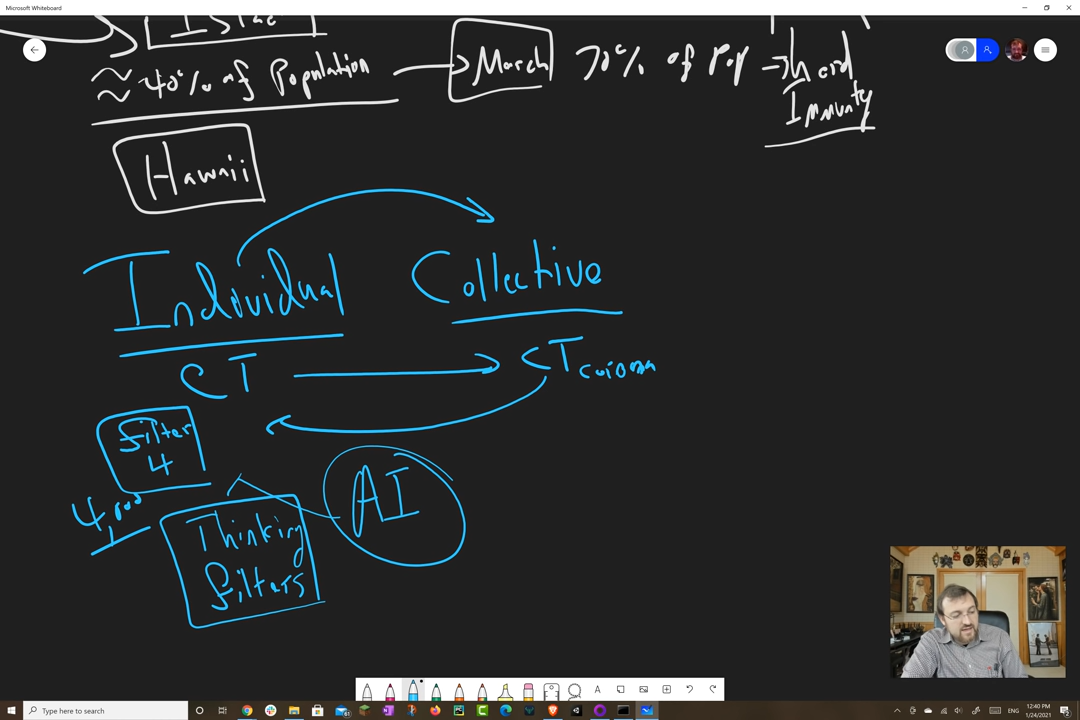 Microsoft Whiteboard
≈ 40% of Population → March 70% of Pop → herd
Immunity
Hawaii
Individual Collective
CT → CT
filter
4
4,000
AI
Thinking
filters
A
Type here to search
12:40 PM
1/24/2021
ENG